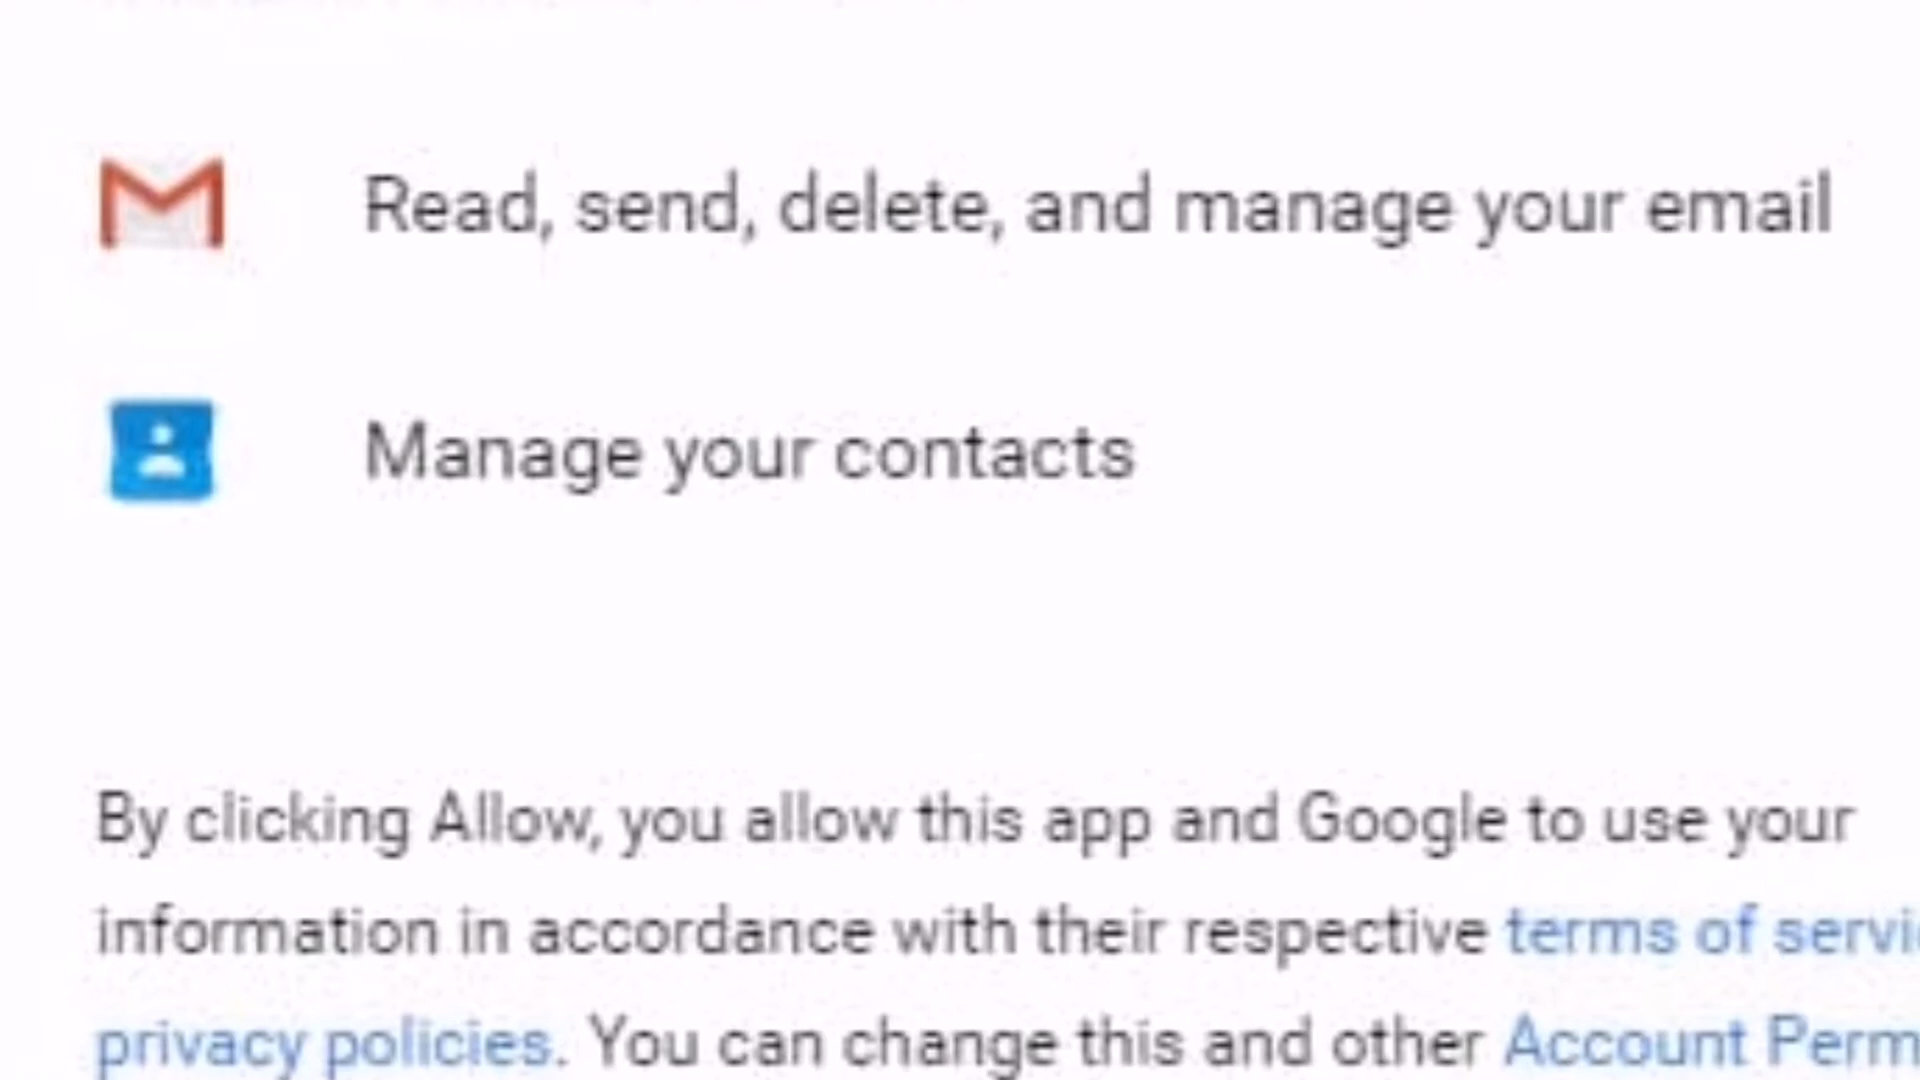 Read, send, delete, and manage your email
Manage your contacts
By clicking Allow, you allow this app and Google to use your
information in accordance with their respective terms of
privacy policies. You can change this and other Account